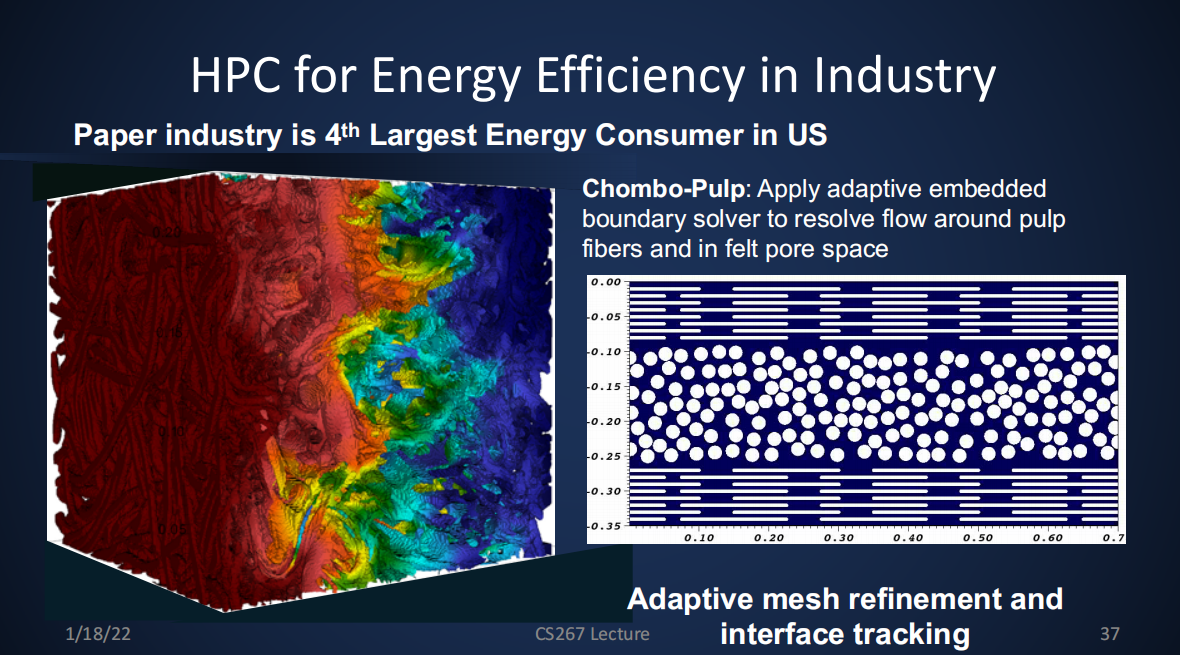 HPC for Energy Efficiency in Industry
Paper industry is 4th Largest Energy Consumer in US
Chombo-Pulp: Apply adaptive embedded
boundary solver to resolve flow around pulp
fibers and in felt pore space
0.00
-0.05
-0.10
-0.15
-0.20
-0.25
-0.30
-0.35
0.10 0.20 0.30 0.40 0.50 0.60 0.7
Adaptive mesh refinement and
interface tracking
1/18/22
CS267 Lecture
37